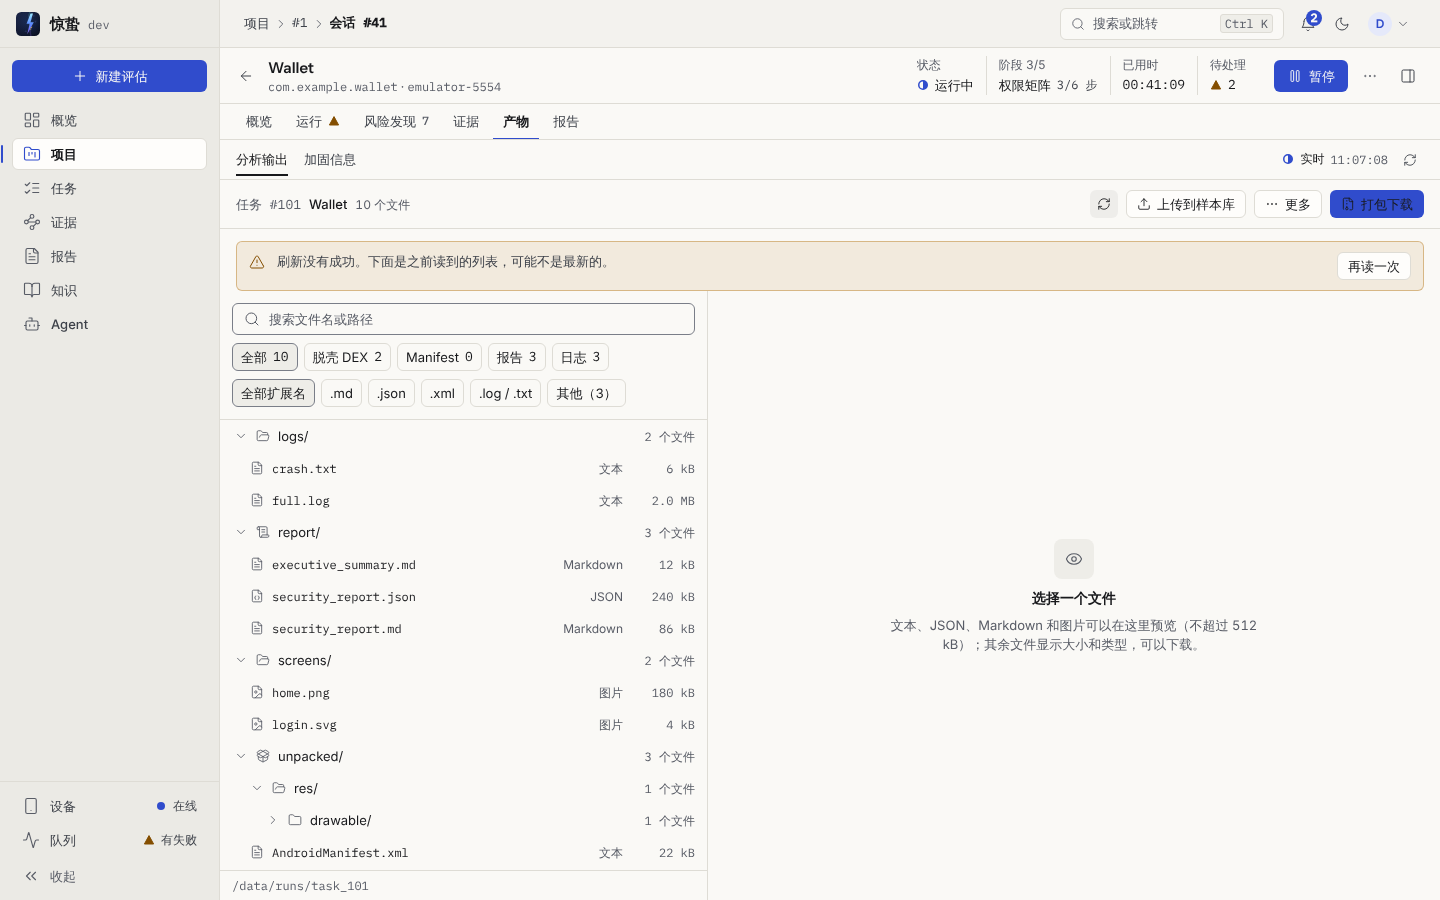 惊蛰 dev
项目 > #1 > 会话 #41
搜索或跳转 Ctrl K
2
D
新建评估
概览
项目
任务
证据
报告
知识
Agent
设备 在线
队列 有失败
收起
Wallet
com.example.wallet · emulator-5554
状态
运行中
阶段 3/5
权限矩阵 3/6 步
已用时
00:41:09
待处理
2
暂停
概览 运行 风险发现 7 证据 产物 报告
分析输出 加固信息
实时 11:07:08
任务 #101 Wallet 10 个文件
上传到样本库 更多 打包下载
刷新没有成功。下面是之前读到的列表，可能不是最新的。
再读一次
搜索文件名或路径
全部 10 脱壳 DEX 2 Manifest 0 报告 3 日志 3
全部扩展名 .md .json .xml .log / .txt 其他（3）
logs/ 2 个文件
crash.txt 文本 6 kB
full.log 文本 2.0 MB
report/ 3 个文件
executive_summary.md Markdown 12 kB
security_report.json JSON 240 kB
security_report.md Markdown 86 kB
screens/ 2 个文件
home.png 图片 180 kB
login.svg 图片 4 kB
unpacked/ 3 个文件
res/ 1 个文件
drawable/ 1 个文件
AndroidManifest.xml 文本 22 kB
/data/runs/task_101
选择一个文件
文本、JSON、Markdown 和图片可以在这里预览（不超过 512
kB）；其余文件显示大小和类型，可以下载。